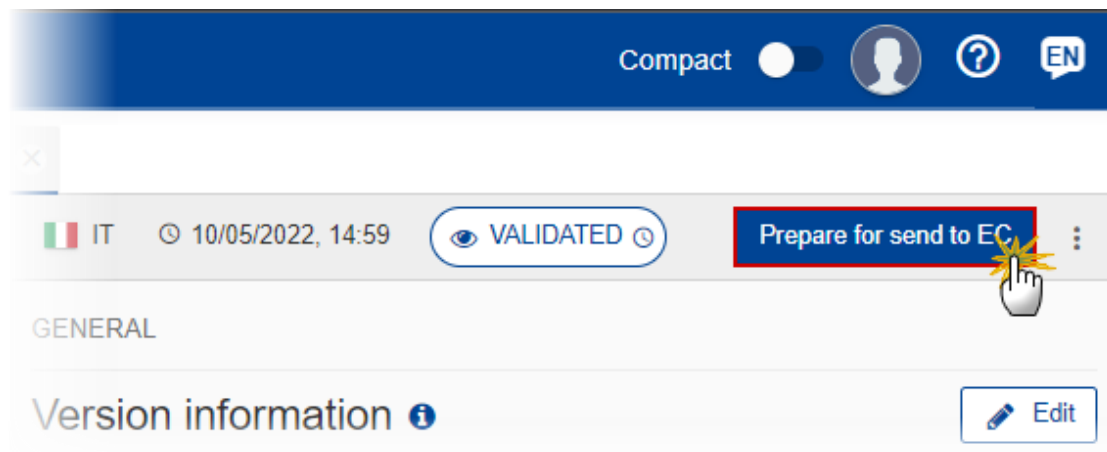 Compact EN
IT 10/05/2022, 14:59 VALIDATED Prepare for send to EC
GENERAL
Version information
Edit